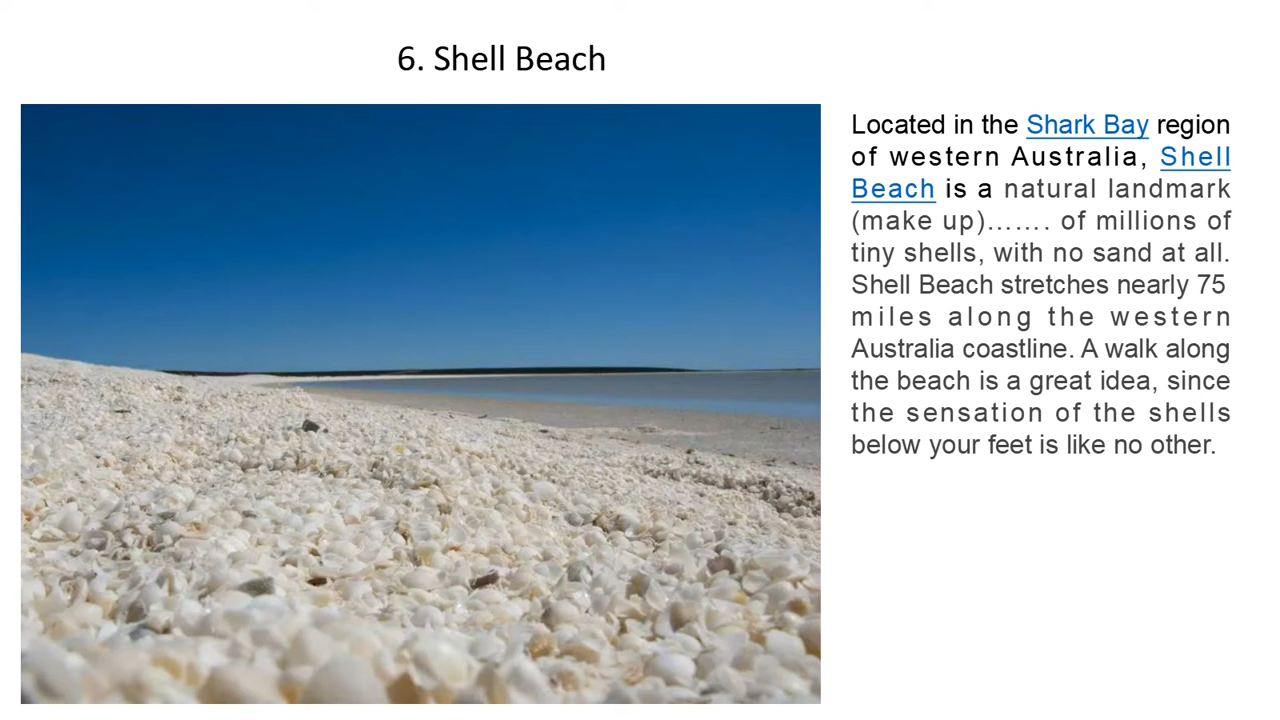 6. Shell Beach
Located in the Shark Bay region
of western Australia, Shell
Beach is a natural landmark
(make up)……. of millions of
tiny shells, with no sand at all.
Shell Beach stretches nearly 75
miles along the western
Australia coastline. A walk along
the beach is a great idea, since
the sensation of the shells
below your feet is like no other.